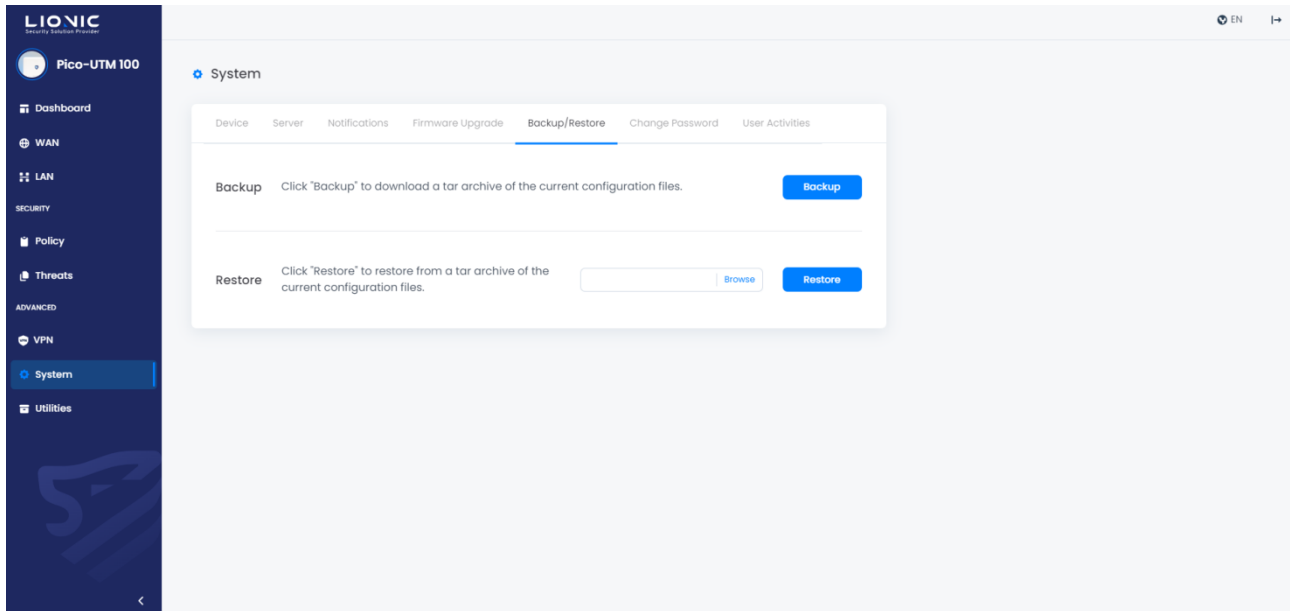 LIONIC
Security Solution Provider
EN
Pico-UTM 100
System
Dashboard
WAN
LAN
SECURITY
Policy
Threats
ADVANCED
VPN
System
Utilities
Device Server Notifications Firmware Upgrade Backup/Restore Change Password User Activities
Backup Click "Backup" to download a tar archive of the current configuration files. Backup
Restore Click "Restore" to restore from a tar archive of the
current configuration files. Browse Restore